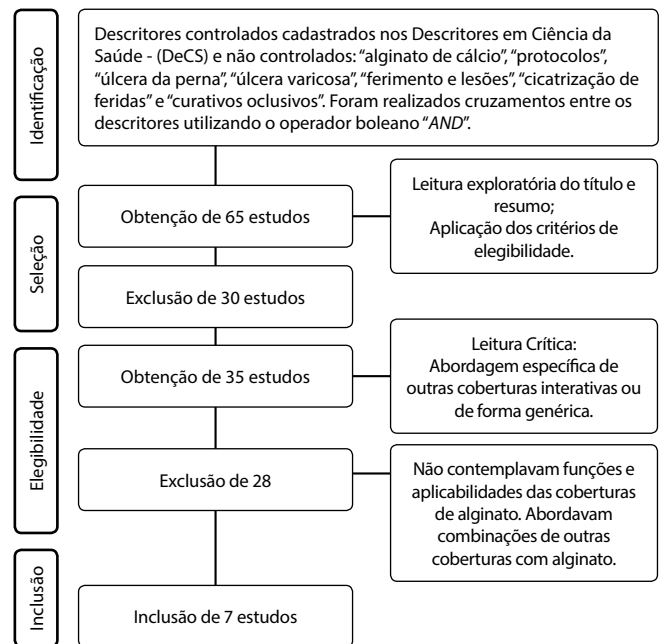 Identificação
Descritores controlados cadastrados nos Descritores em Ciência da
Saúde - (DeCS) e não controlados: “alginato de cálcio”, “protocolos”,
“úlcera da perna”, “úlcera varicosa”, “ferimento e lesões”, “cicatrização de
feridas” e “curativos oclusivos”. Foram realizados cruzamentos entre os
descritores utilizando o operador boleano “AND”.
Seleção
Obtenção de 65 estudos
Leitura exploratória do título e
resumo;
Aplicação dos critérios de
elegibilidade.
Exclusão de 30 estudos
Elegibilidade
Obtenção de 35 estudos
Leitura Crítica:
Abordagem específica de
outras coberturas interativas ou
de forma genérica.
Exclusão de 28
Não contemplavam funções e
aplicabilidades das coberturas
de alginato. Abordavam
combinações de outras
coberturas com alginato.
Inclusão
Inclusão de 7 estudos